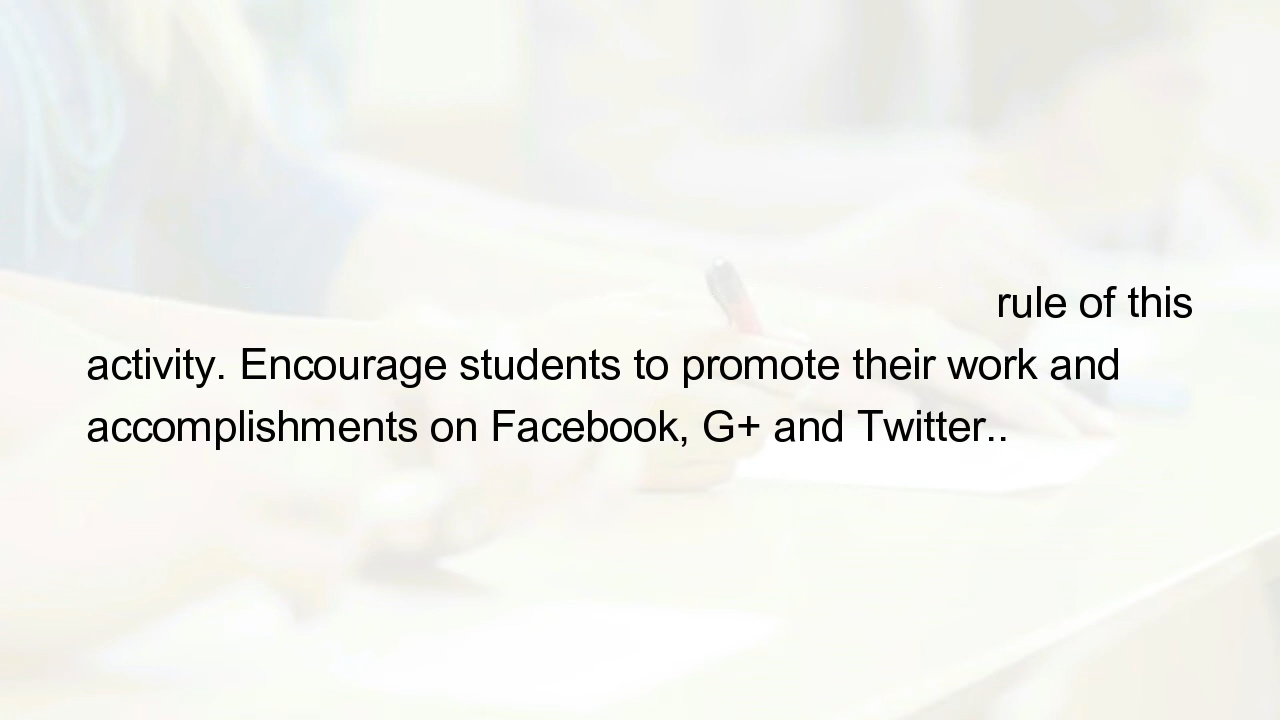 rule of this
activity. Encourage students to promote their work and
accomplishments on Facebook, G+ and Twitter..